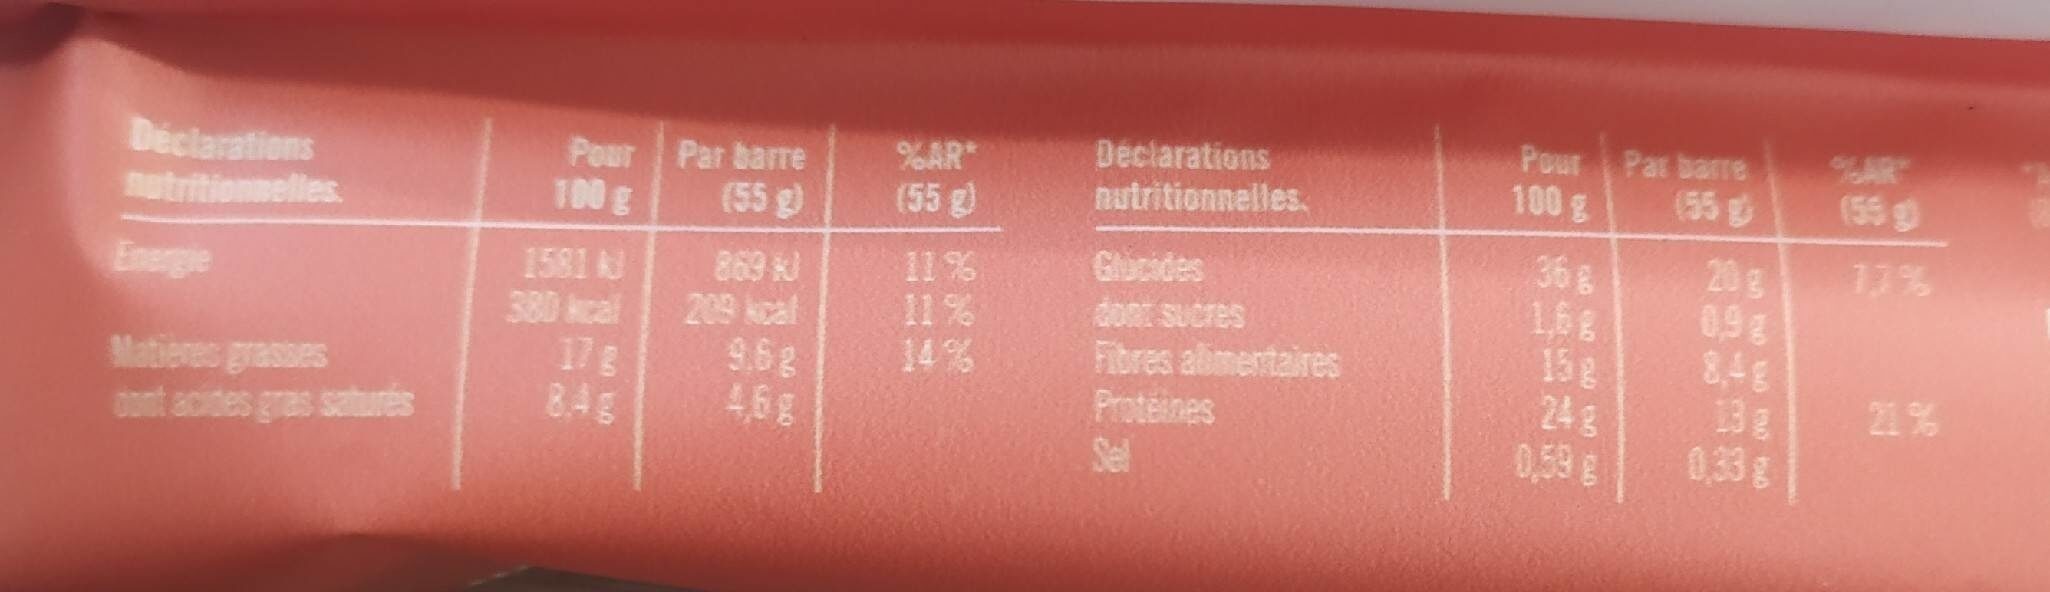 Déclarations nutritionnelles. Pour 100 g Par barre (55 g) %AR* (55 g)
Énergie 1581 kJ 869 kJ 11 %
380 kcal 209 kcal 11 %
Matières grasses 17 g 9,6 g 14 %
dont acides gras saturés 8,4 g 4,6 g
Déclarations nutritionnelles. Pour 100 g Par barre (55 g) %AR* (55 g)
Glucides 36 g 20 g 7,7 %
dont sucres 1,6 g 0,9 g
Fibres alimentaires 15 g 8,4 g
Protéines 24 g 13 g 21 %
Sel 0,59 g 0,33 g